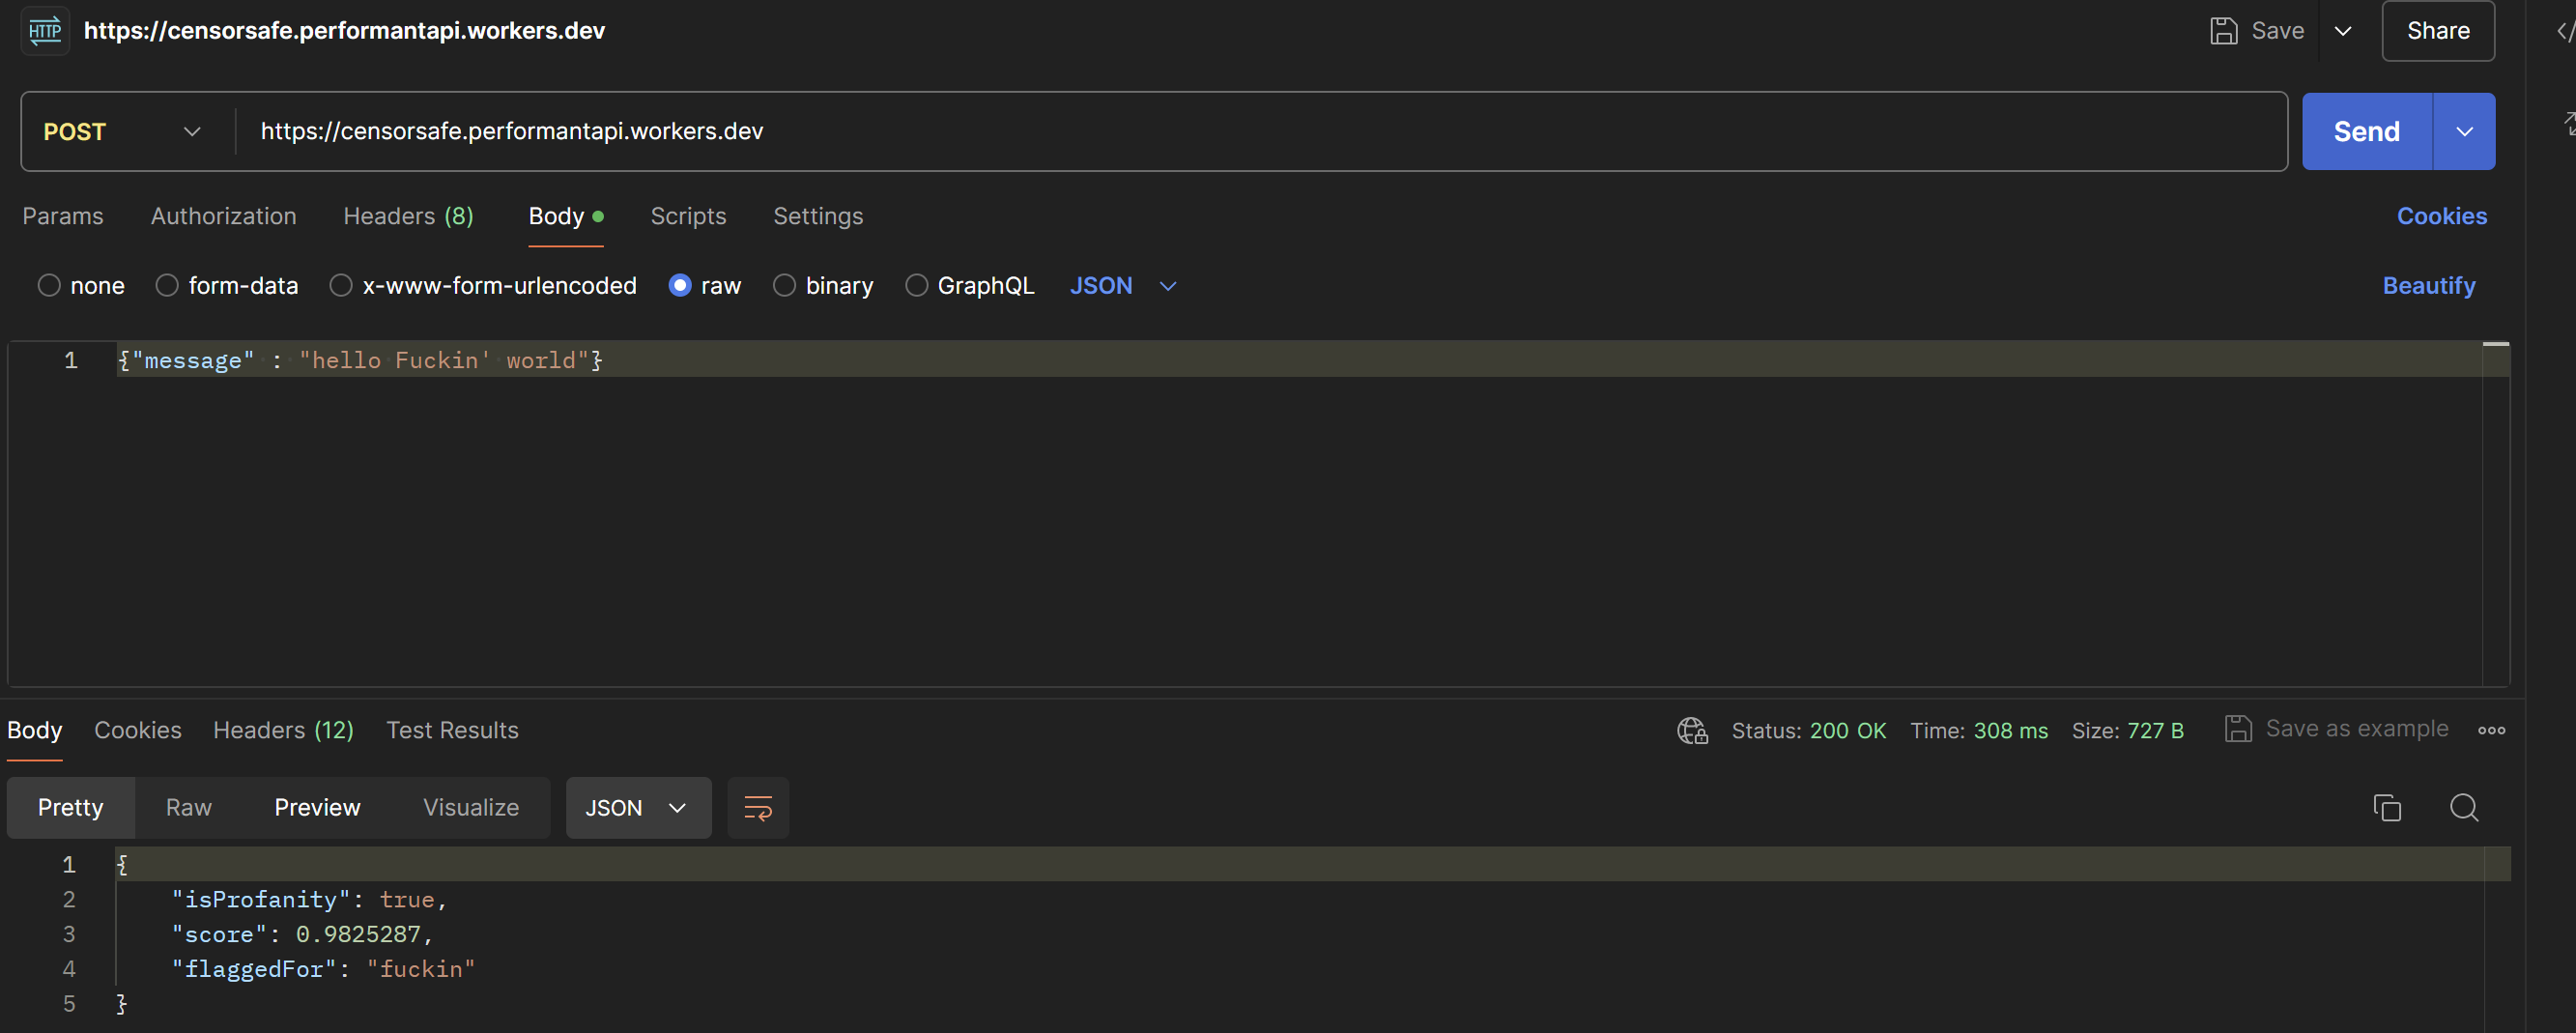 HTTP https://censorsafe.performantapi.workers.dev Save Share
POST https://censorsafe.performantapi.workers.dev Send
Params Authorization Headers (8) Body Scripts Settings Cookies
none form-data x-www-form-urlencoded raw binary GraphQL JSON Beautify
1 {"message" : "hello Fuckin' world"}
Body Cookies Headers (12) Test Results Status: 200 OK Time: 308 ms Size: 727 B Save as example
Pretty Raw Preview Visualize JSON
1 {
2 "isProfanity": true,
3 "score": 0.9825287,
4 "flaggedFor": "fuckin"
5 }